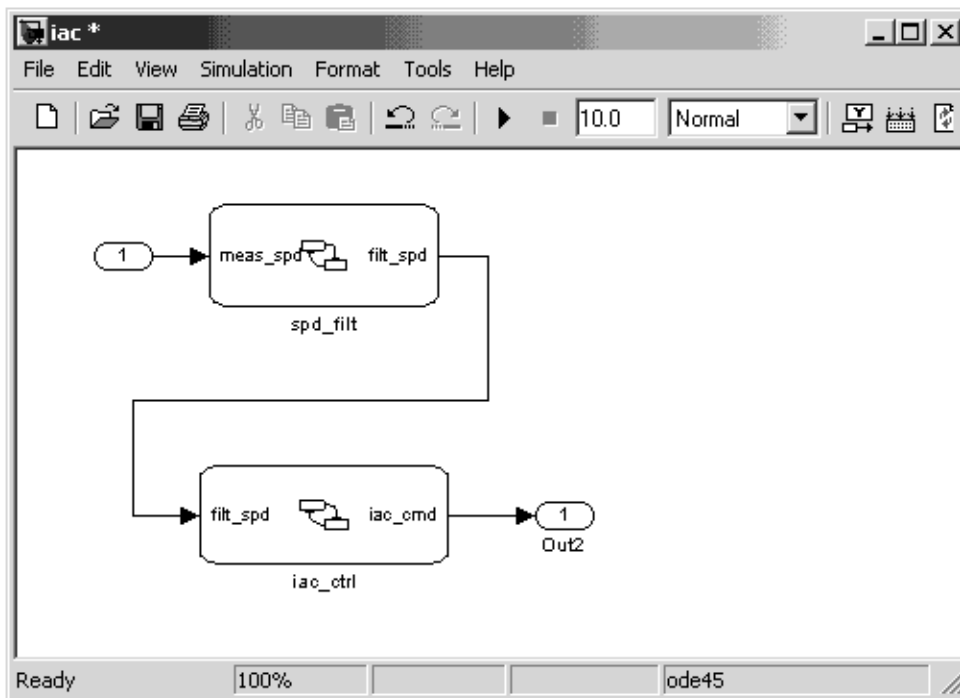 iac *
File Edit View Simulation Format Tools Help
10.0 Normal
1
meas_spd filt_spd
spd_filt
filt_spd iac_cmd
iac_ctrl
1
Out2
Ready 100% ode45